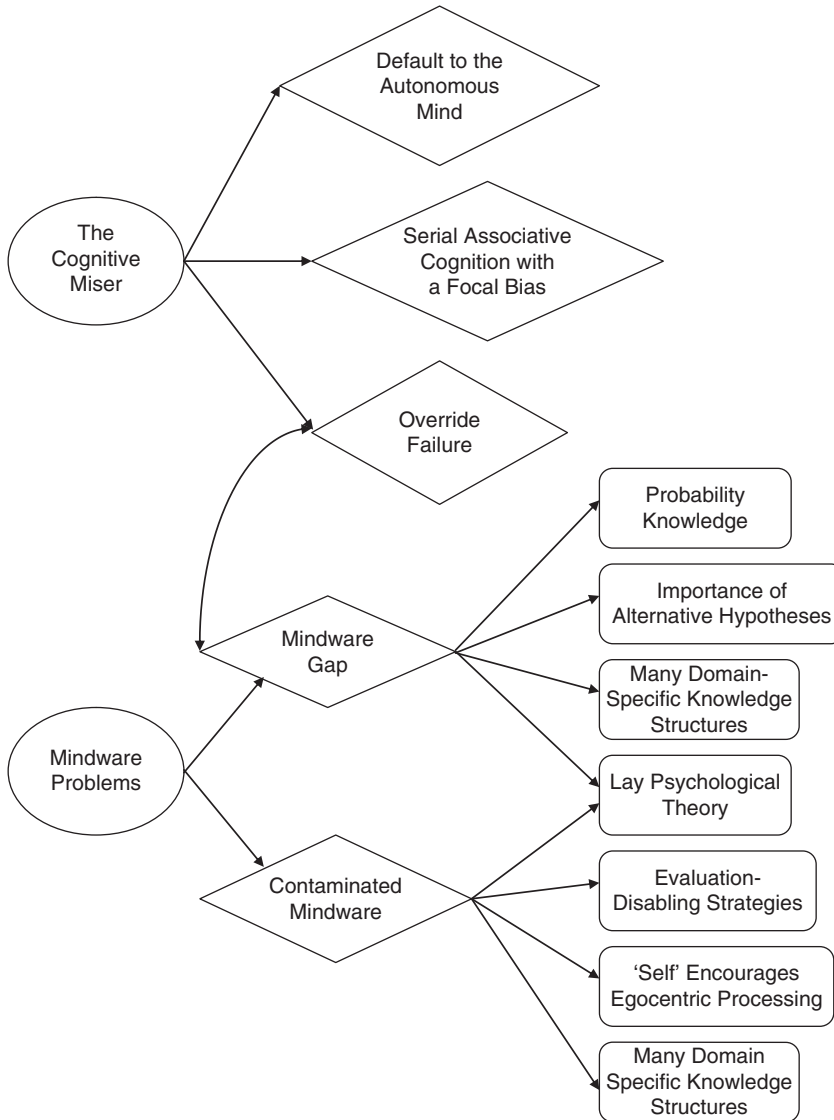 Default to the
Autonomous
Mind
The
Cognitive
Miser
Serial Associative
Cognition with
a Focal Bias
Override
Failure
Probability
Knowledge
Importance of
Alternative Hypotheses
Mindware
Gap
Many Domain-
Specific Knowledge
Structures
Mindware
Problems
Lay Psychological
Theory
Contaminated
Mindware
Evaluation-
Disabling Strategies
‘Self’ Encourages
Egocentric Processing
Many Domain
Specific Knowledge
Structures